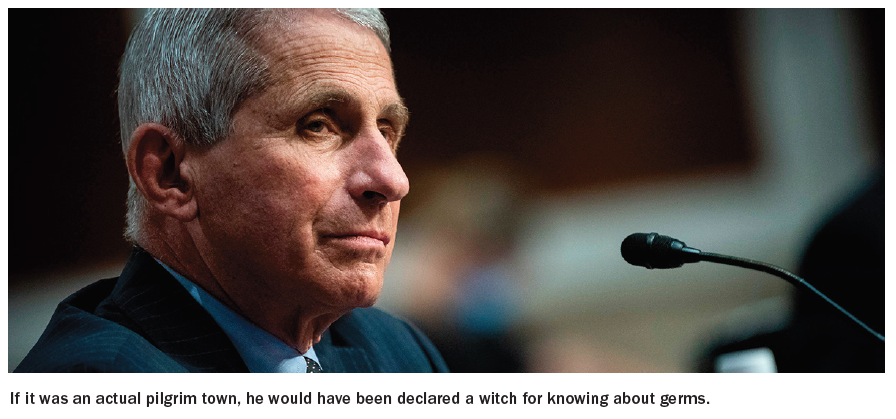 If it was an actual pilgrim town, he would have been declared a witch for knowing about germs.